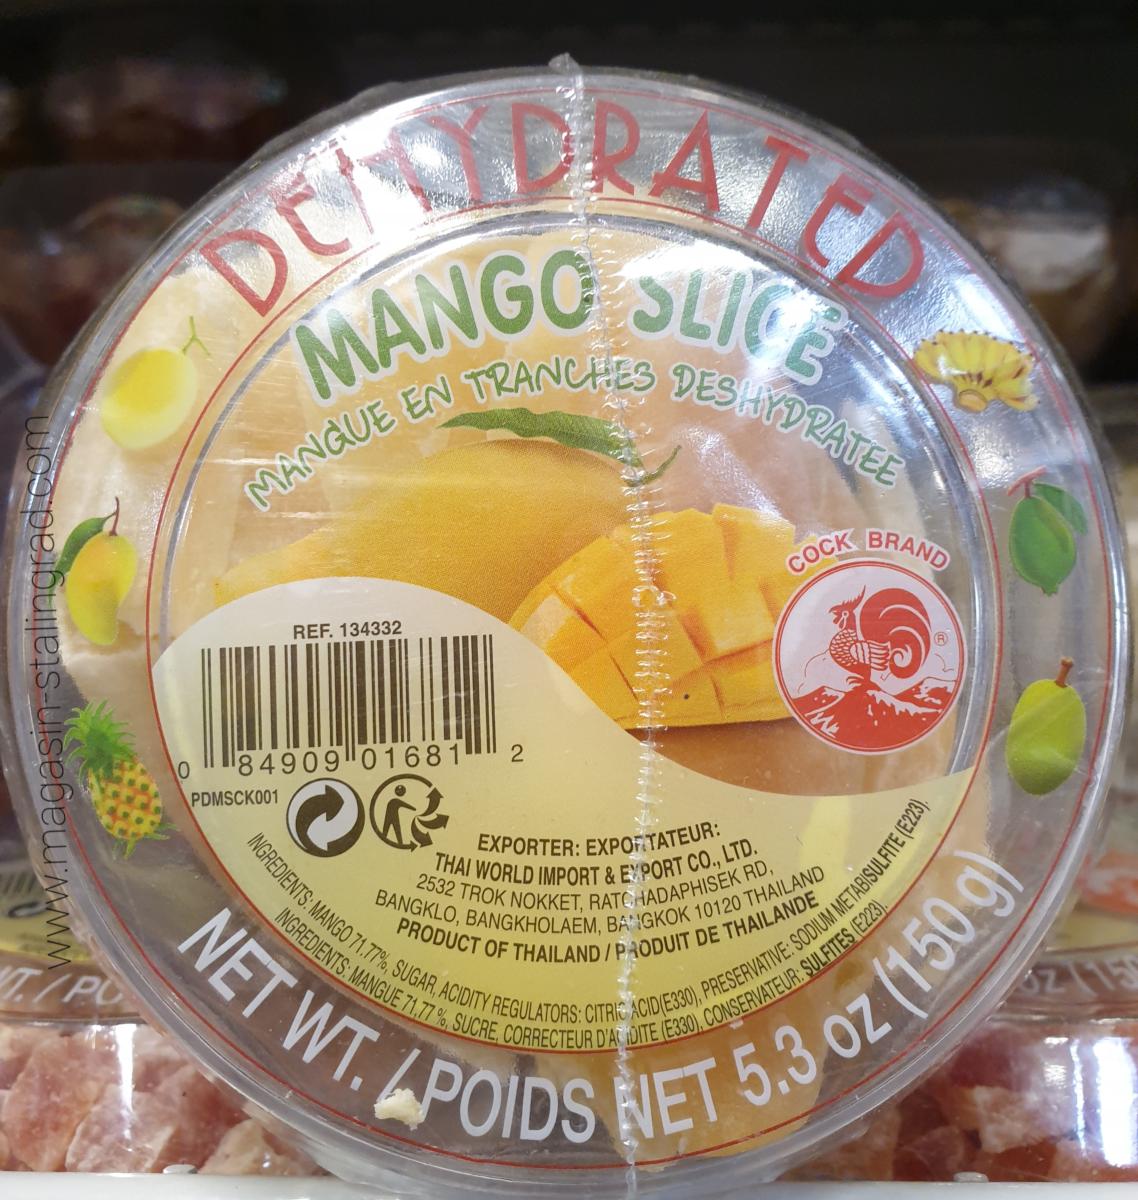 DEHYDRATED
MANGO SLICE
MANGUE EN TRANCHES DESHYDRATEE
COCK BRAND
®
REF. 134332
0 84909 01681 2
PDMSCK001
EXPORTER: EXPORTATEUR:
THAI WORLD IMPORT & EXPORT CO., LTD.
2532 TROK NOKKET, RATCHADAPHISEK RD,
BANGKLO, BANGKHOLAEM, BANGKOK 10120 THAILAND
PRODUCT OF THAILAND / PRODUIT DE THAILANDE
INGREDIENTS: MANGO 71.77%, SUGAR, ACIDITY REGULATORS: CITRIC ACID(E330), PRESERVATIVE: SODIUM METABISULFITE (E223).
INGREDIENTS: MANGUE 71,77 %, SUCRE, CORRECTEUR D'ACIDITE (E330), CONSERVATEUR: SULFITES (E223).
NET WT. / POIDS NET 5.3 oz (150 g)
www.magasin-stalingrad.com
WT. / PO
oz (15